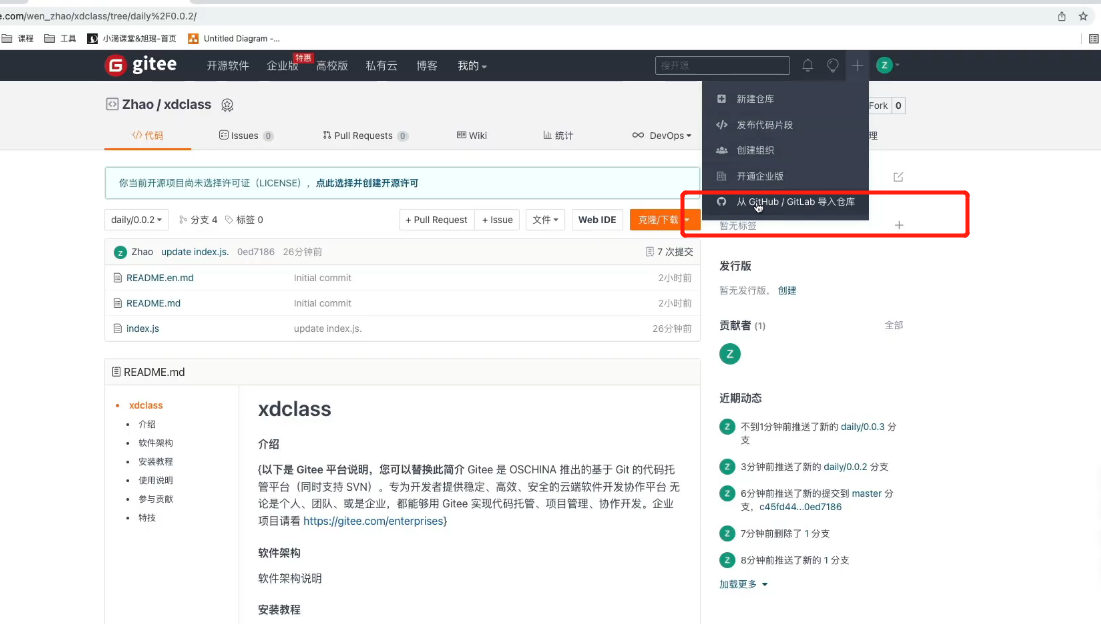 e.com/wen_zhao/xdclass/tree/daily%2F0.0.2/
课程 工具 小滴课堂&旭瑶-首页 Untitled Diagram -...
gitee 开源软件 企业版 特惠 高校版 私有云 博客 我的 搜开源 Z
Zhao / xdclass
Fork 0
新建仓库
发布代码片段
创建组织
开通企业版
从 GitHub / GitLab 导入仓库
代码 Issues 0 Pull Requests 0 Wiki 统计 DevOps 理
你当前开源项目尚未选择许可证（LICENSE），点此选择并创建开源许可
daily/0.0.2 分支 4 标签 0 + Pull Request + Issue 文件 Web IDE 克隆/下载
暂无标签
Z Zhao update index.js. 0ed7186 26分钟前 7 次提交
README.en.md Initial commit 2小时前
README.md Initial commit 2小时前
index.js update index.js. 26分钟前
发行版
暂无发行版， 创建
贡献者 (1) 全部
Z
README.md
xdclass
介绍
软件架构
安装教程
使用说明
参与贡献
特技
xdclass
介绍
{以下是 Gitee 平台说明，您可以替换此简介 Gitee 是 OSCHINA 推出的基于 Git 的代码托
管平台（同时支持 SVN）。专为开发者提供稳定、高效、安全的云端软件开发协作平台 无
论是个人、团队、或是企业，都能够用 Gitee 实现代码托管、项目管理、协作开发。企业
项目请看 https://gitee.com/enterprises}
软件架构
软件架构说明
安装教程
近期动态
Z 不到1分钟前推送了新的 daily/0.0.3 分
支
Z 3分钟前推送了新的 daily/0.0.2 分支
Z 6分钟前推送了新的提交到 master 分
支，c45fd44...0ed7186
Z 7分钟前删除了 1 分支
Z 8分钟前推送了新的 1 分支
加载更多